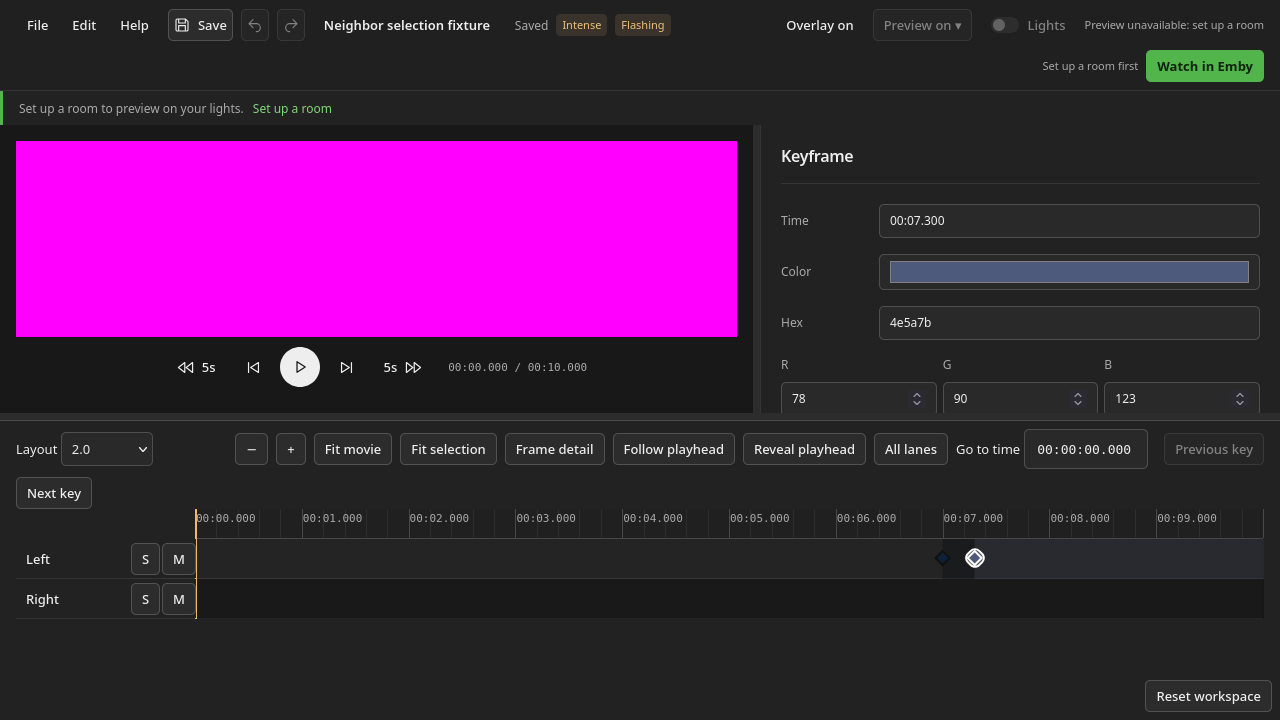 File Edit Help Save Neighbor selection fixture Saved Intense Flashing Overlay on Preview on ▾ Lights Preview unavailable: set up a room
Set up a room first Watch in Emby
Set up a room to preview on your lights. Set up a room
Keyframe
Time 00:07.300
Color
Hex 4e5a7b
R G B
78 90 123
5s 5s 00:00.000 / 00:10.000
Layout 2.0 − + Fit movie Fit selection Frame detail Follow playhead Reveal playhead All lanes Go to time 00:00:00.000 Previous key
Next key
00:00.000 00:01.000 00:02.000 00:03.000 00:04.000 00:05.000 00:06.000 00:07.000 00:08.000 00:09.000
Left S M
Right S M
Reset workspace